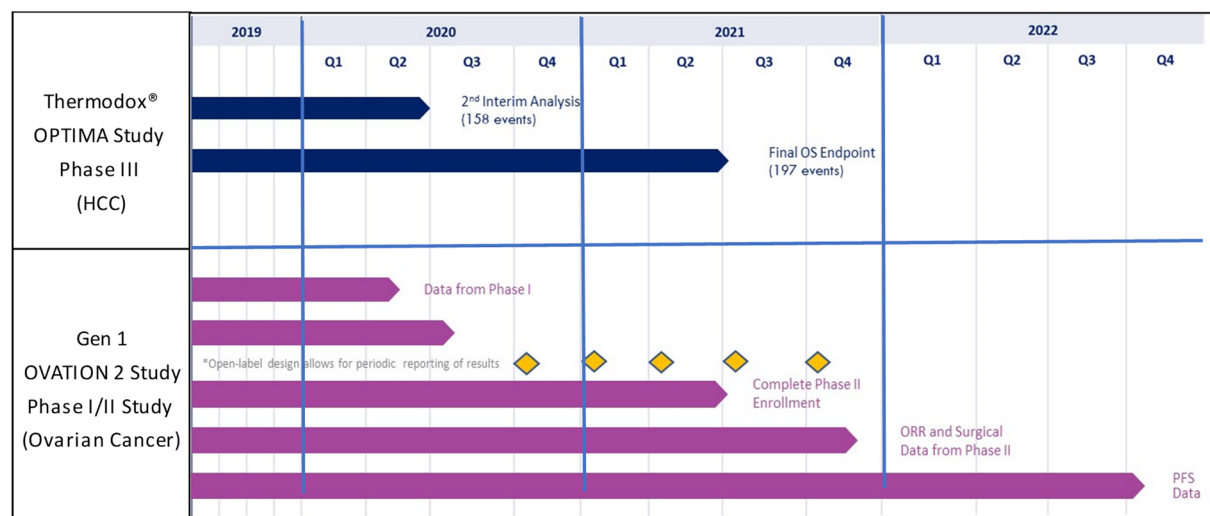 2019 2020 2021 2022
Q1 Q2 Q3 Q4 Q1 Q2 Q3 Q4 Q1 Q2 Q3 Q4
Thermodox®
OPTIMA Study
Phase III
(HCC)
2nd Interim Analysis
(158 events)
Final OS Endpoint
(197 events)
Gen 1
OVATION 2 Study
Phase I/II Study
(Ovarian Cancer)
Data from Phase I
*Open-label design allows for periodic reporting of results
Complete Phase II
Enrollment
ORR and Surgical
Data from Phase II
PFS
Data